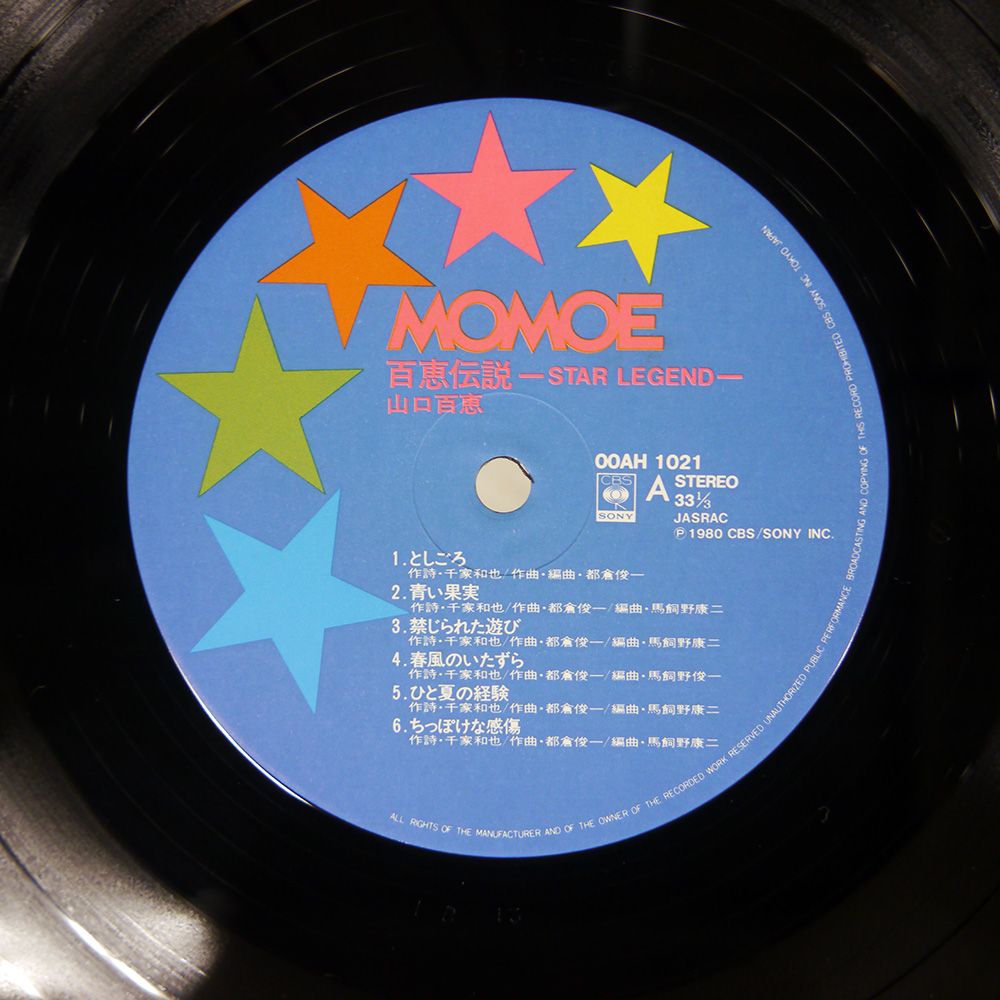 MOMOE
百恵伝説 —STAR LEGEND—
山口百恵
00AH 1021
CBS
SONY
A STEREO
33⅓
JASRAC
Ⓟ 1980 CBS/SONY INC.
1.としごろ
作詩・千家和也/作曲・編曲・都倉俊一
2.青い果実
作詩・千家和也/作曲・都倉俊一/編曲・馬飼野康二
3.禁じられた遊び
作詩・千家和也/作曲・都倉俊一/編曲・馬飼野康二
4.春風のいたずら
作詩・千家和也/作曲・都倉俊一/編曲・馬飼野俊一
5.ひと夏の経験
作詩・千家和也/作曲・都倉俊一/編曲・馬飼野康二
6.ちっぽけな感傷
作詩・千家和也/作曲・都倉俊一/編曲・馬飼野康二
ALL RIGHTS OF THE MANUFACTURER AND OF THE OWNER OF THE RECORDED WORK RESERVED UNAUTHORIZED PUBLIC PERFORMANCE BROADCASTING AND COPYING OF THIS RECORD PROHIBITED CBS SONY INC. TOKYO JAPAN